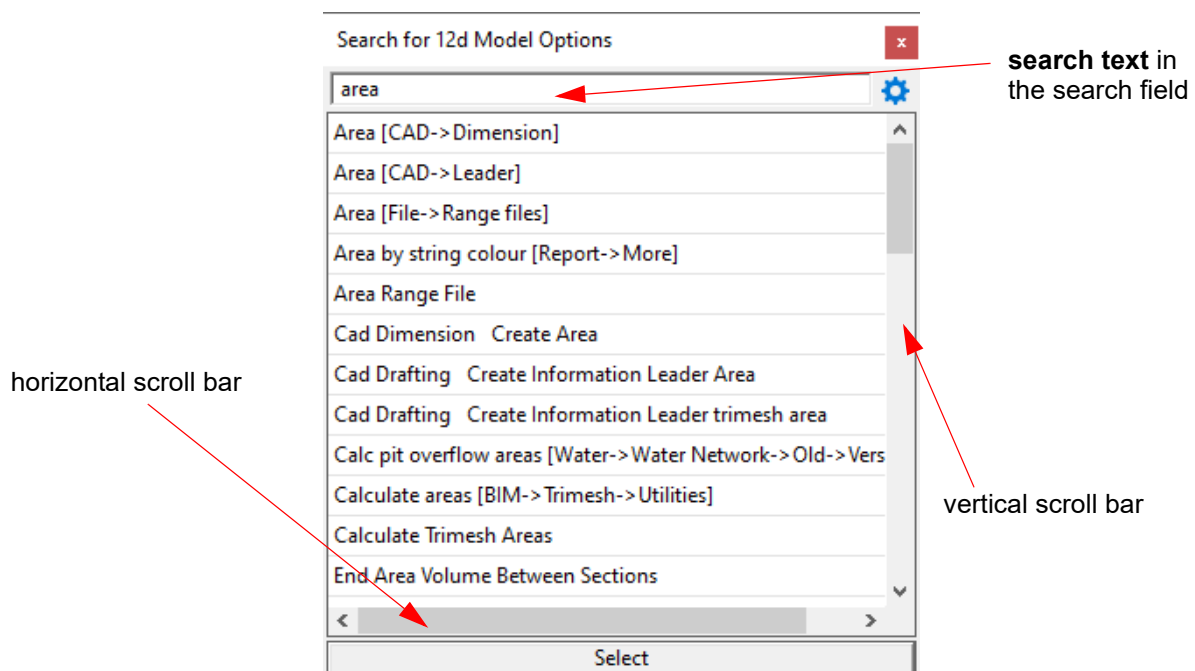 Search for 12d Model Options
x
search text in
the search field
area
Area [CAD->Dimension]
Area [CAD->Leader]
Area [File->Range files]
Area by string colour [Report->More]
Area Range File
Cad Dimension   Create Area
horizontal scroll bar
Cad Drafting   Create Information Leader Area
Cad Drafting   Create Information Leader trimesh area
Calc pit overflow areas [Water->Water Network->Old->Vers
Calculate areas [BIM->Trimesh->Utilities]
vertical scroll bar
Calculate Trimesh Areas
End Area Volume Between Sections
Select